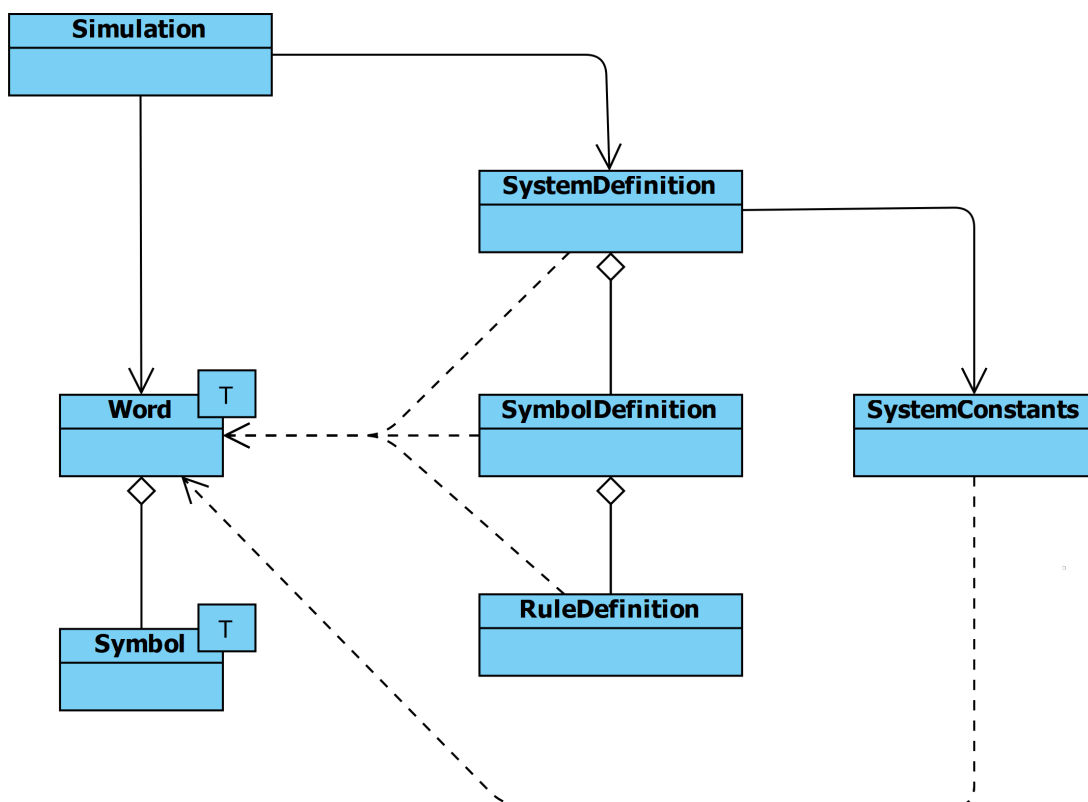 Simulation
SystemDefinition
Word
T
SymbolDefinition
SystemConstants
RuleDefinition
Symbol
T